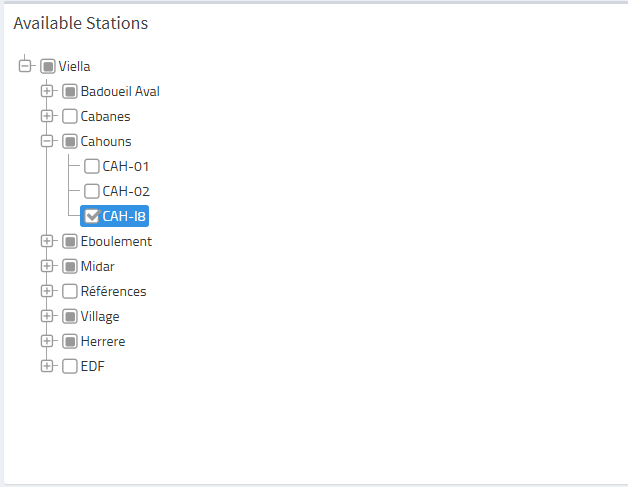 Available Stations
Viella
Badoueil Aval
Cabanes
Cahouns
CAH-01
CAH-02
CAH-I8
Eboulement
Midar
Références
Village
Herrere
EDF